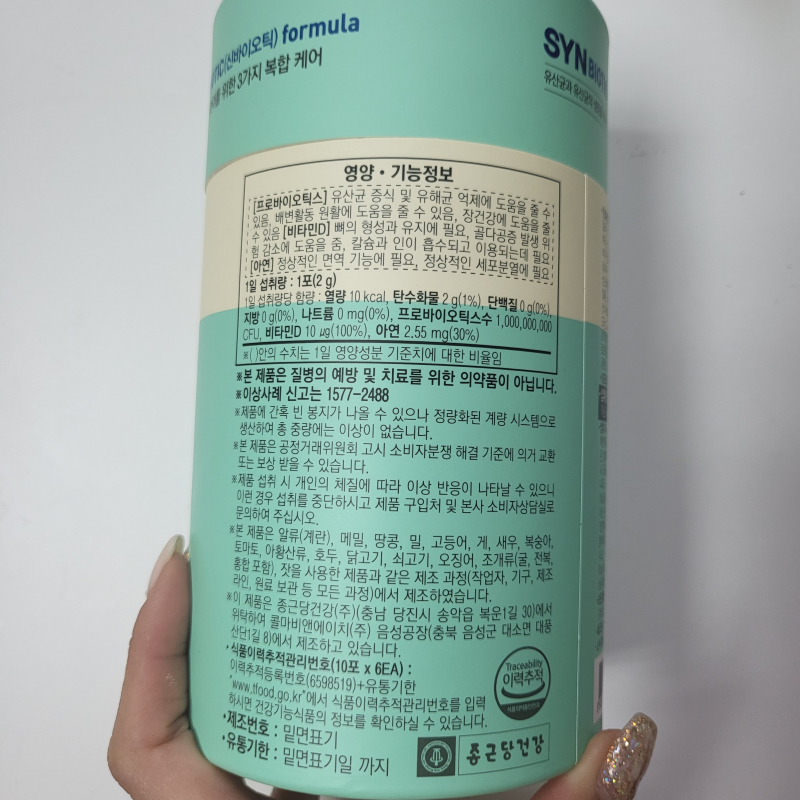 (신바이오틱) formula
위한 3가지 복합 케어
SYNBIOT
영양·기능정보
[프로바이오틱스] 유산균 증식 및 유해균 억제에 도움을 줄 수
있음, 배변활동 원활에 도움을 줄 수 있음, 장건강에 도움을 줄
수 있음 [비타민D] 뼈의 형성과 유지에 필요, 골다공증 발생 위
험 감소에 도움을 줌, 칼슘과 인이 흡수되고 이용되는데 필요
[아연] 정상적인 면역 기능에 필요, 정상적인 세포분열에 필요
1일 섭취량 : 1포(2 g)
1일 섭취량당 함량 : 열량 10 kcal, 탄수화물 2 g(1%), 단백질 0 g(0%),
지방 0 g(0%), 나트륨 0 mg(0%), 프로바이오틱스수 1,000,000,000
CFU, 비타민D 10 μg(100%), 아연 2.55 mg(30%)
※( )안의 수치는 1일 영양성분 기준치에 대한 비율임
※본 제품은 질병의 예방 및 치료를 위한 의약품이 아닙니다.
※이상사례 신고는 1577-2488
※제품에 간혹 빈 봉지가 나올 수 있으나 정량화된 계량 시스템으로
생산하여 총 중량에는 이상이 없습니다.
※본 제품은 공정거래위원회 고시 소비자분쟁 해결 기준에 의거 교환
또는 보상 받을 수 있습니다.
※제품 섭취 시 개인의 체질에 따라 이상 반응이 나타날 수 있으니
이런 경우 섭취를 중단하시고 제품 구입처 및 본사 소비자상담실로
문의하여 주십시오.
※본 제품은 알류(계란), 메밀, 땅콩, 밀, 고등어, 게, 새우, 복숭아,
토마토, 아황산류, 호두, 닭고기, 쇠고기, 오징어, 조개류(굴, 전복,
홍합 포함), 잣을 사용한 제품과 같은 제조 과정(작업자, 기구, 제조
라인, 원료 보관 등 모든 과정)에서 제조하였습니다.
※이 제품은 종근당건강(주)(충남 당진시 송악읍 복운1길 30)에서
위탁하여 콜마비앤에이치(주) 음성공장(충북 음성군 대소면 대풍
산단1길 8)에서 제조하고 있습니다.
·식품이력추적관리번호(10포 x 6EA) :
이력추적등록번호(6598519)+유통기한
"www.tfood.go.kr"에서 식품이력추적관리번호를 입력
하시면 건강기능식품의 정보를 확인하실 수 있습니다.
·제조번호 : 밑면표기
·유통기한 : 밑면표기일 까지
Traceability
이력추적
종근당건강